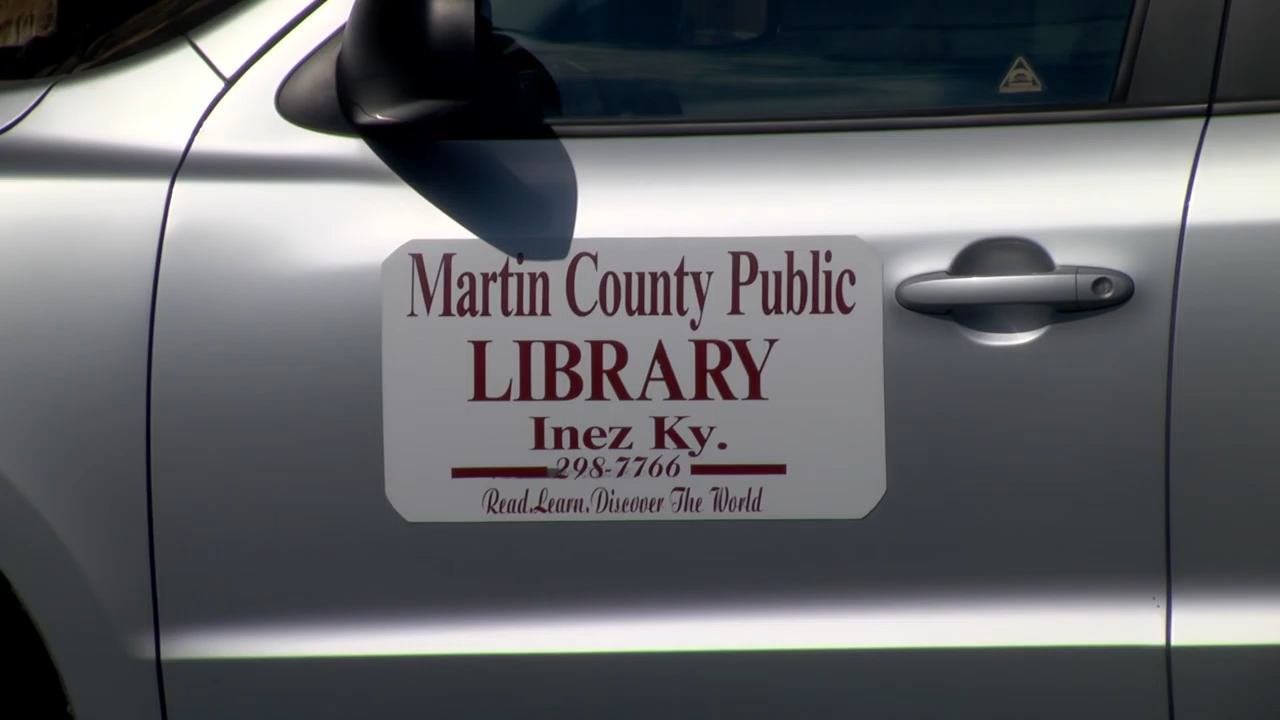 Martin County Public
LIBRARY
Inez Ky.
298-7766
Read.Learn.Discover The World